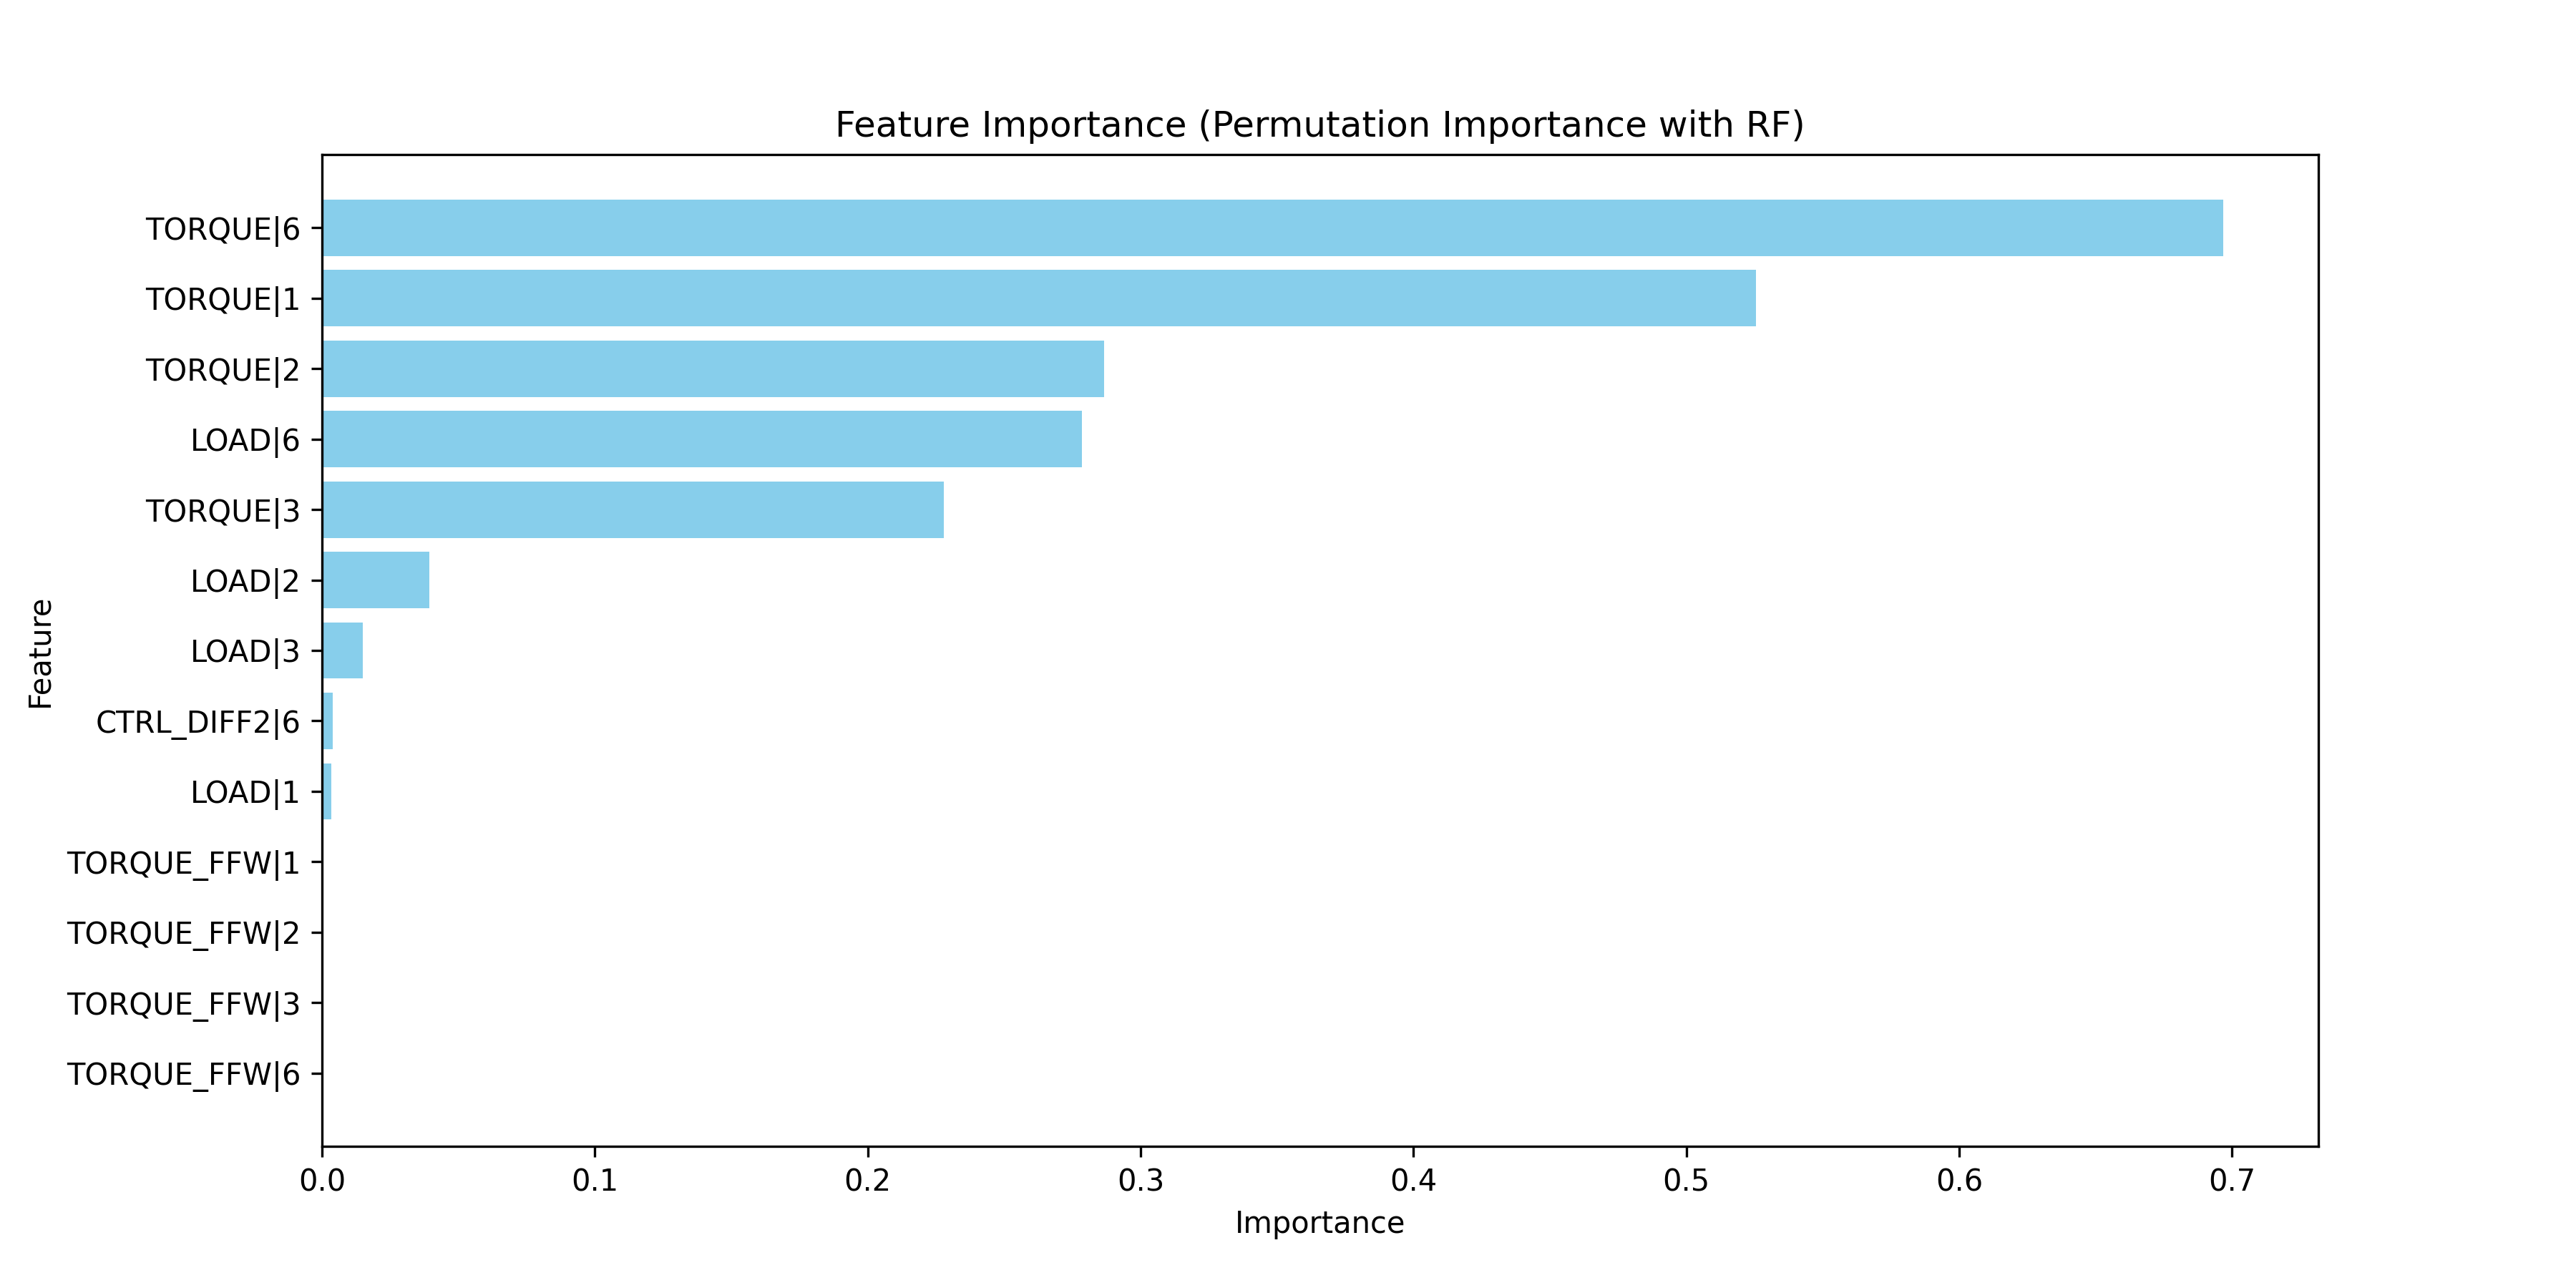 Feature Importance (Permutation Importance with RF)
TORQUE|6
TORQUE|1
TORQUE|2
LOAD|6
TORQUE|3
LOAD|2
LOAD|3
CTRL_DIFF2|6
LOAD|1
TORQUE_FFW|1
TORQUE_FFW|2
TORQUE_FFW|3
TORQUE_FFW|6
Feature
0.0 0.1 0.2 0.3 0.4 0.5 0.6 0.7
Importance